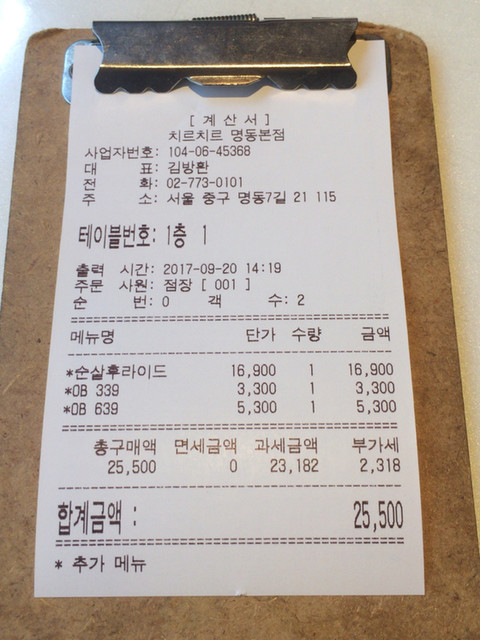 [ 계 산 서 ]
치르치르 명동본점
사업자번호: 104-06-45368
대 표: 김방환
전 화: 02-773-0101
주 소: 서울 중구 명동7길 21 115
테이블번호: 1층 1
출력 시간: 2017-09-20 14:19
주문 사원: 점장 [ 001 ]
순 번: 0 객 수: 2
메뉴명 단가 수량 금액
*순살후라이드 16,900 1 16,900
*OB 339 3,300 1 3,300
*OB 639 5,300 1 5,300
총구매액 면세금액 과세금액 부가세
25,500 0 23,182 2,318
합계금액 : 25,500
* 추가 메뉴